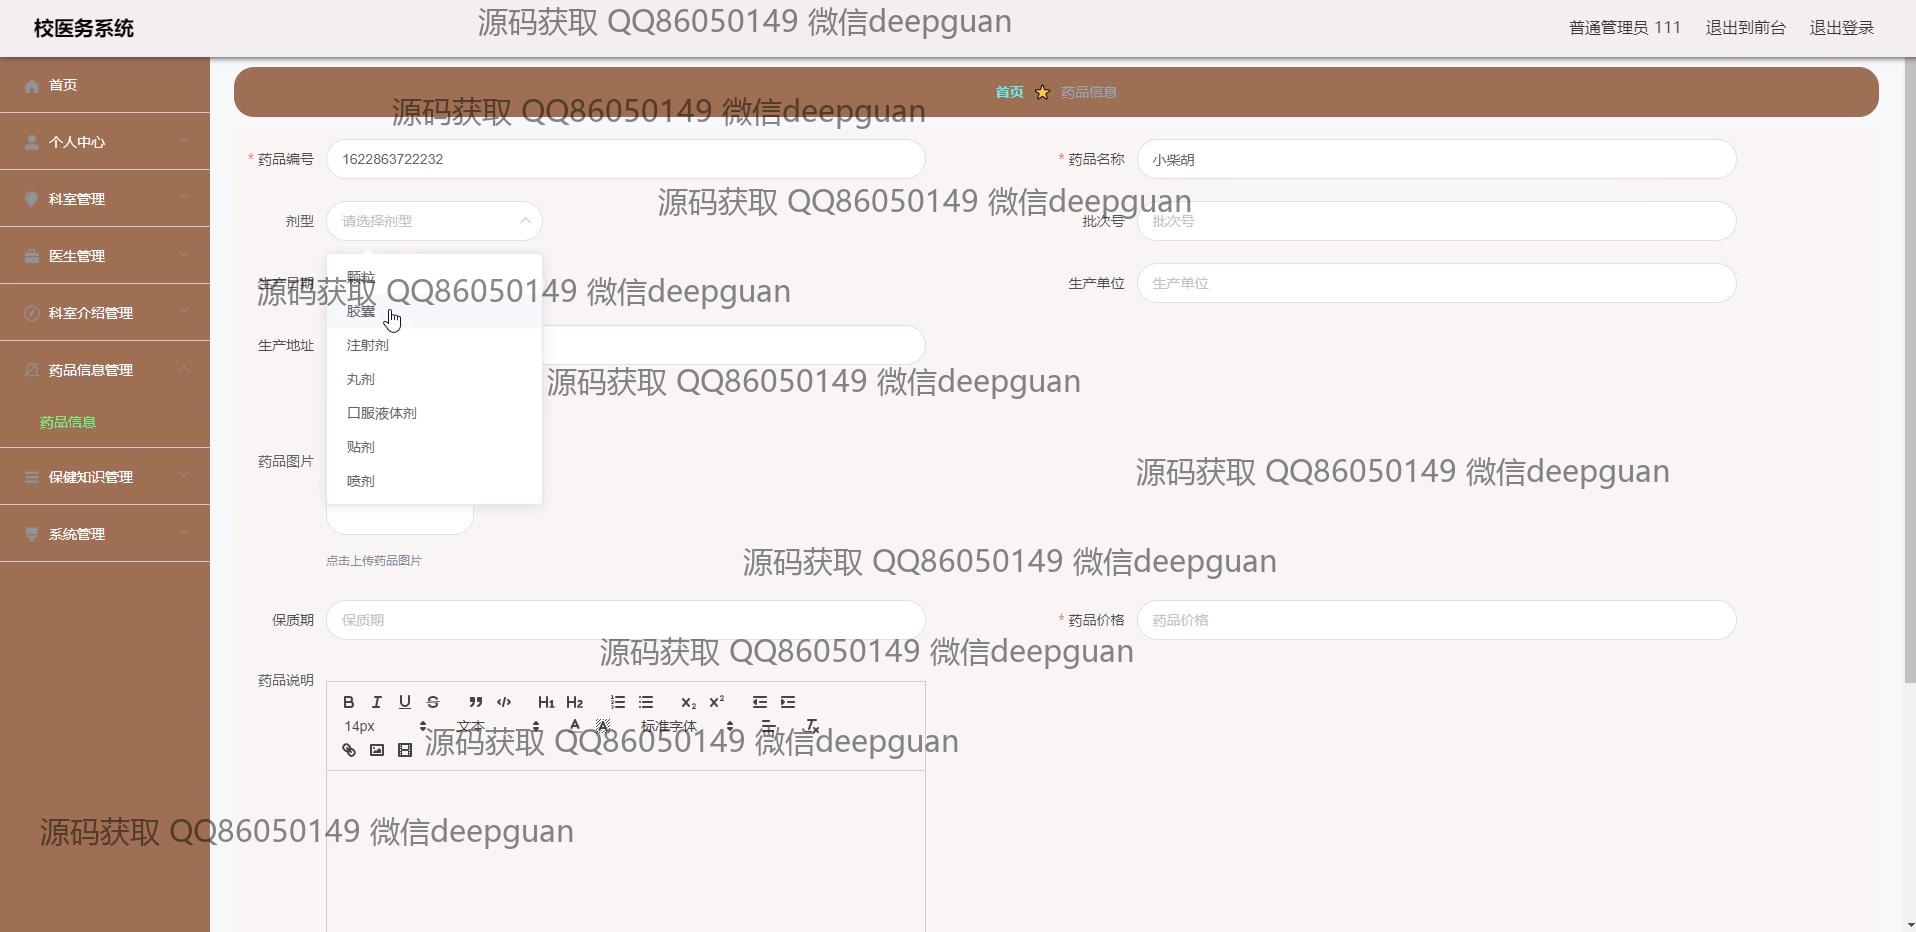 校医务系统
源码获取 QQ86050149 微信deepguan
普通管理员 111 退出到前台 退出登录
首页
个人中心
科室管理
医生管理
科室介绍管理
药品信息管理
药品信息
保健知识管理
系统管理
首页 药品信息
源码获取 QQ86050149 微信deepguan
* 药品编号 1622863722232
* 药品名称 小柴胡
源码获取 QQ86050149 微信deepguan
剂型 请选择剂型
批次号 批次号
颗粒
胶囊
注射剂
丸剂
口服液体剂
贴剂
喷剂
生产日期
源码获取 QQ86050149 微信deepguan
生产单位 生产单位
生产地址
源码获取 QQ86050149 微信deepguan
药品图片
源码获取 QQ86050149 微信deepguan
点击上传药品图片
源码获取 QQ86050149 微信deepguan
保质期 保质期
* 药品价格 药品价格
源码获取 QQ86050149 微信deepguan
药品说明
B I U S H1 H2 X2 X2
14px 文本 A A 标准字体 Tx
源码获取 QQ86050149 微信deepguan
源码获取 QQ86050149 微信deepguan